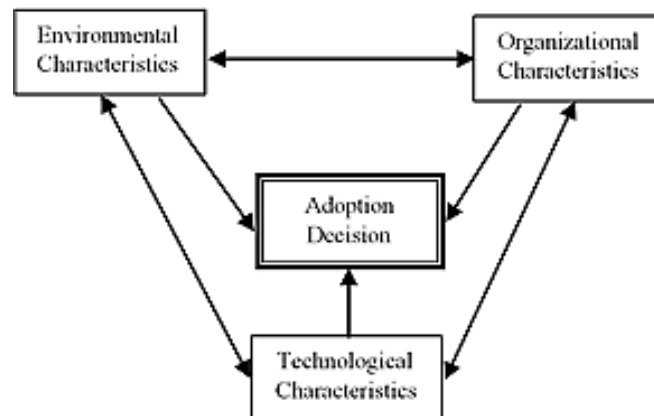 Environmental
Characteristics
Organizational
Characteristics
Adoption
Decision
Technological
Characteristics